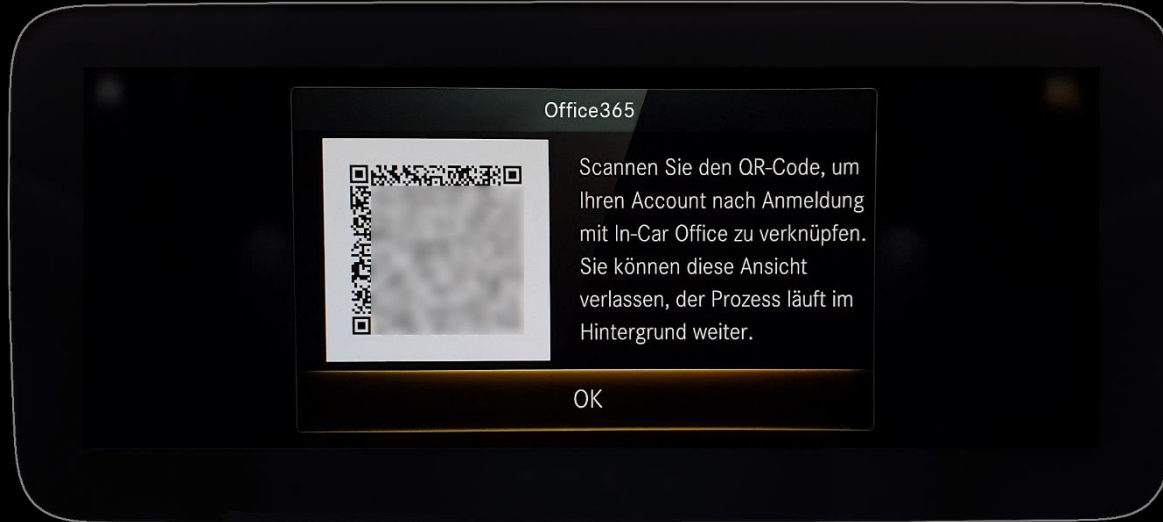 Office365
Scannen Sie den QR-Code, um
Ihren Account nach Anmeldung
mit In-Car Office zu verknüpfen.
Sie können diese Ansicht
verlassen, der Prozess läuft im
Hintergrund weiter.
OK